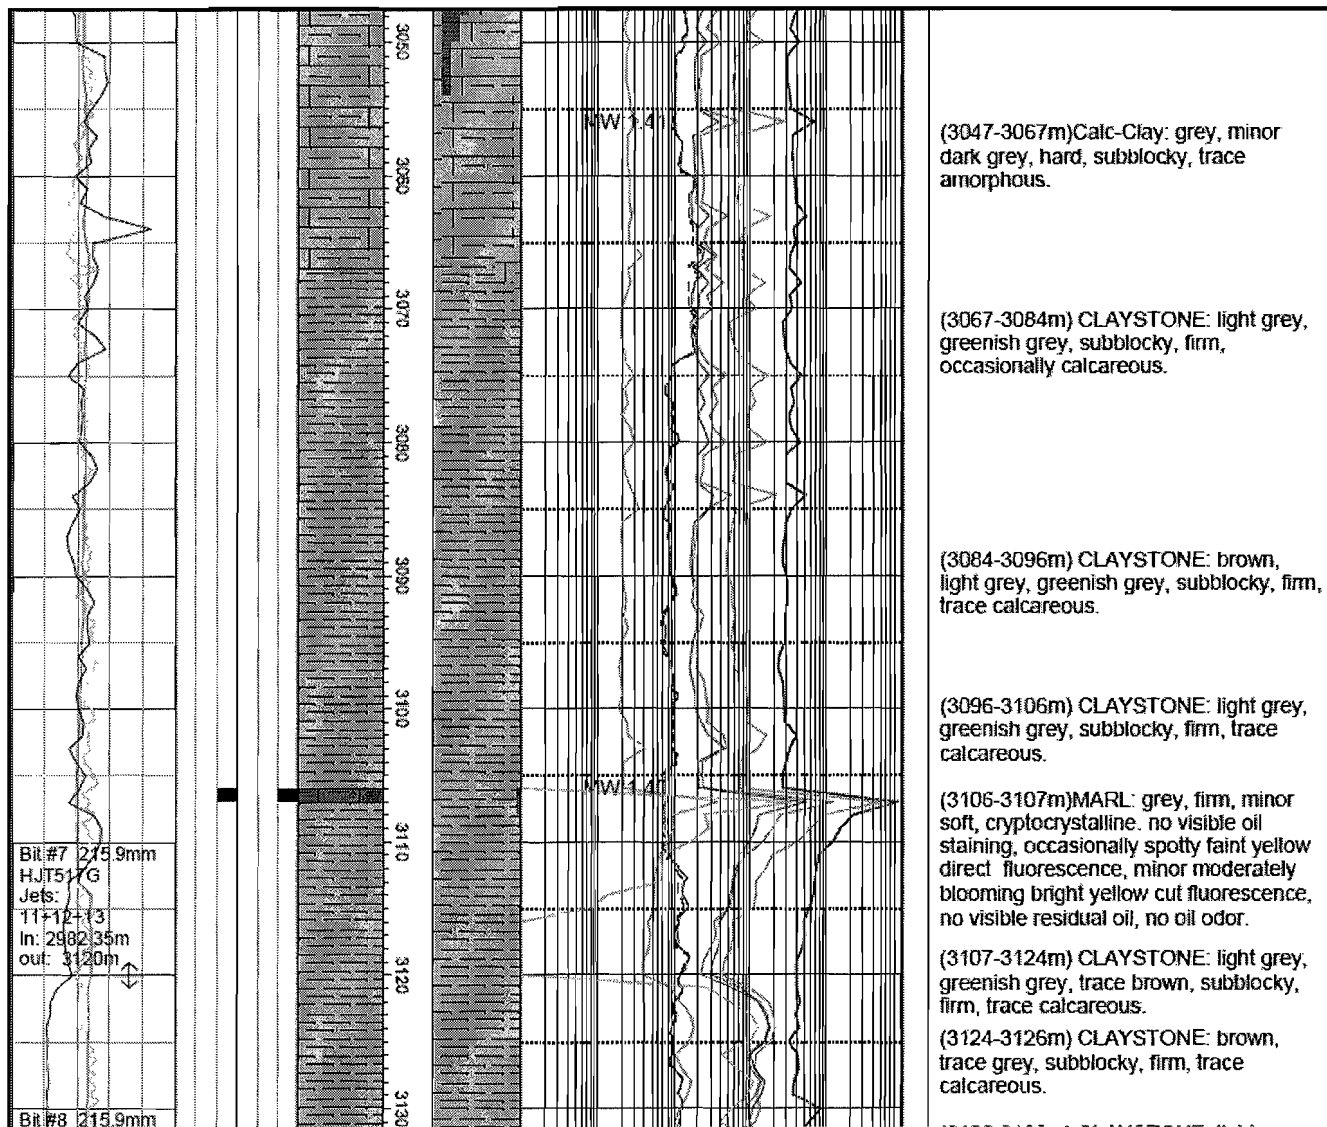 3050
MW 1.41
(3047-3067m)Calc-Clay: grey, minor
dark grey, hard, subblocky, trace
amorphous.
3060
3070
(3067-3084m) CLAYSTONE: light grey,
greenish grey, subblocky, firm,
occasionally calcareous.
3080
(3084-3096m) CLAYSTONE: brown,
light grey, greenish grey, subblocky, firm,
trace calcareous.
3090
3100
(3096-3106m) CLAYSTONE: light grey,
greenish grey, subblocky, firm, trace
calcareous.
MW 1.40
(3106-3107m)MARL: grey, firm, minor
soft, cryptocrystalline. no visible oil
staining, occasionally spotty faint yellow
direct fluorescence, minor moderately
blooming bright yellow cut fluorescence,
no visible residual oil, no oil odor.
3110
Bit #7 215.9mm
HJT517G
Jets:
11+12+13
In: 2982.35m
out: 3120m
(3107-3124m) CLAYSTONE: light grey,
greenish grey, trace brown, subblocky,
firm, trace calcareous.
3120
(3124-3126m) CLAYSTONE: brown,
trace grey, subblocky, firm, trace
calcareous.
3130
Bit #8 215.9mm